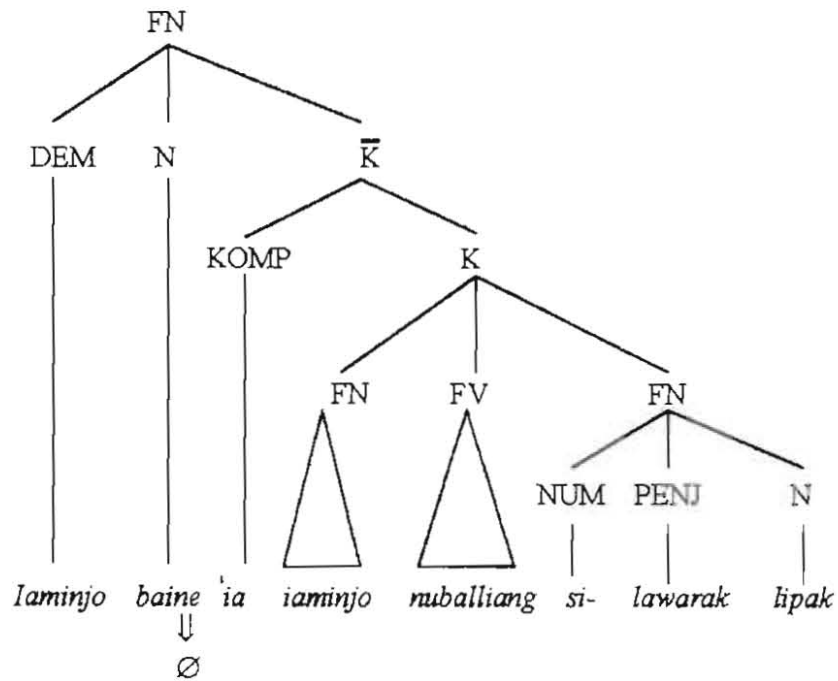 FN
DEM N K̄
KOMP K
FN FV FN
NUM PENJ N
Iaminjo baine 'ia iaminjo nuballiang si- lawarak lipak
⇓
∅